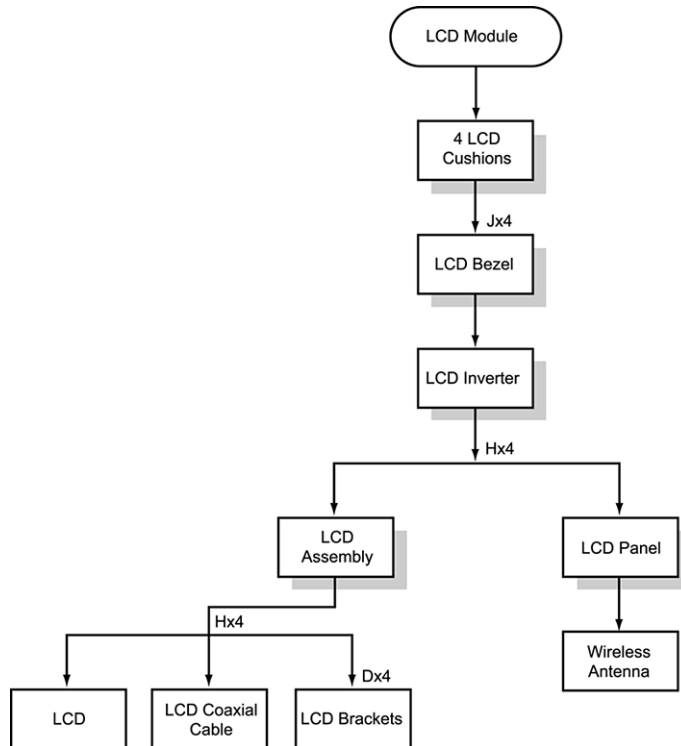 LCD Module
4 LCD
Cushions
Jx4
LCD Bezel
LCD Inverter
Hx4
LCD
Assembly
LCD Panel
Hx4
Wireless
Antenna
Dx4
LCD
LCD Coaxial
Cable
LCD Brackets